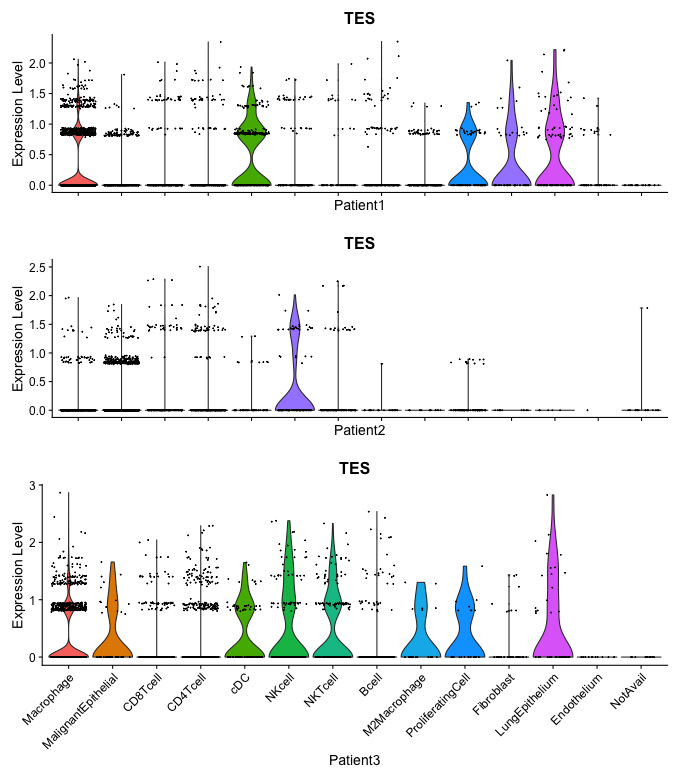 TES
Expression Level
2.0
1.5
1.0
0.5
0.0
Patient1
TES
Expression Level
2.5
2.0
1.5
1.0
0.5
0.0
Patient2
TES
Expression Level
3
2
1
0
Macrophage
MalignantEpithelial
CD8Tcell
CD4Tcell
cDC
NKcell
NKTcell
Bcell
M2Macrophage
ProliferatingCell
Fibroblast
LungEpithelium
Endothelium
NotAvail
Patient3